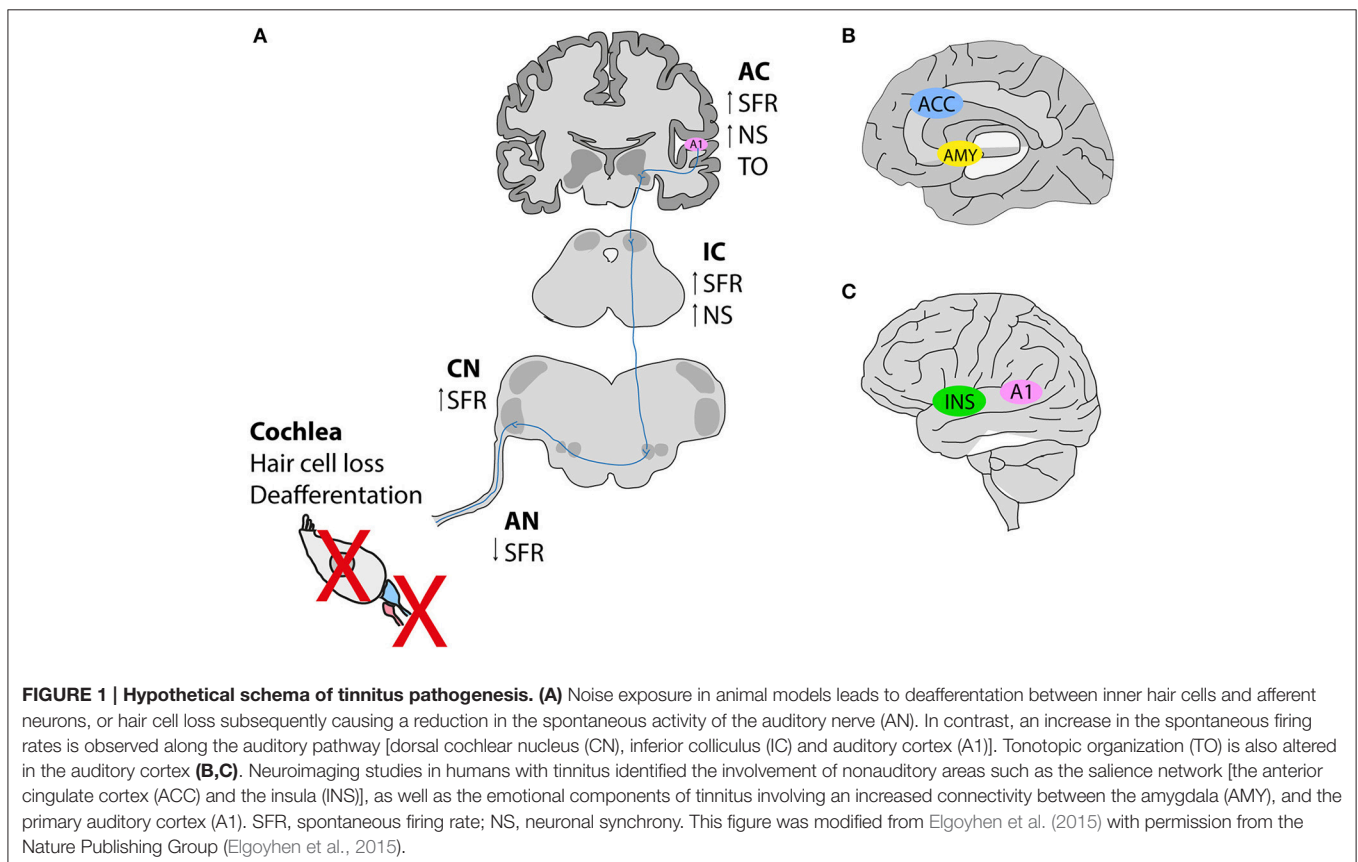 A
AC
↑SFR
↑NS
TO
A1
IC
↑SFR
↑NS
CN
↑SFR
Cochlea
Hair cell loss
Deafferentation
AN
↓SFR
B
ACC
AMY
C
INS
A1
FIGURE 1 | Hypothetical schema of tinnitus pathogenesis. (A) Noise exposure in animal models leads to deafferentation between inner hair cells and afferent
neurons, or hair cell loss subsequently causing a reduction in the spontaneous activity of the auditory nerve (AN). In contrast, an increase in the spontaneous firing
rates is observed along the auditory pathway [dorsal cochlear nucleus (CN), inferior colliculus (IC) and auditory cortex (A1)]. Tonotopic organization (TO) is also altered
in the auditory cortex (B,C). Neuroimaging studies in humans with tinnitus identified the involvement of nonauditory areas such as the salience network [the anterior
cingulate cortex (ACC) and the insula (INS)], as well as the emotional components of tinnitus involving an increased connectivity between the amygdala (AMY), and the
primary auditory cortex (A1). SFR, spontaneous firing rate; NS, neuronal synchrony. This figure was modified from Elgoyhen et al. (2015) with permission from the
Nature Publishing Group (Elgoyhen et al., 2015).